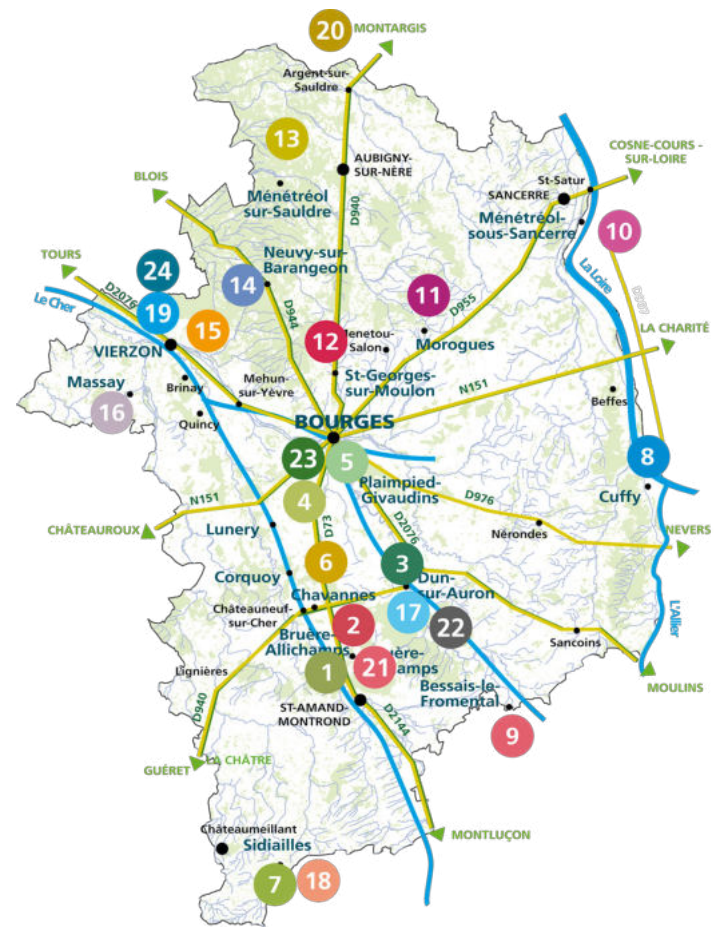 20
MONTARGIS
Argent-sur-
Sauldre
13
AUBIGNY-
SUR-NÈRE
COSNE-COURS -
SUR-LOIRE
BLOIS
Ménétréol
sur-Sauldre
St-Satur
SANCERRE
D940
Ménétréol-
sous-Sancerre
10
TOURS
24
Neuvy-sur-
Barangeon
La Loire
D2076
14
Le Cher
19
15
11
D955
D944
12
Menetou-
Salon
Morogues
LA CHARITÉ
VIERZON
Massay
Brinay
Mehun-
sur-Yèvre
St-Georges-
sur-Moulon
N151
Beffes
16
Quincy
BOURGES
23
5
8
Plaimpied-
Givaudins
Cuffy
4
N151
D976
CHÂTEAUROUX
Lunery
D73
D2076
Nérondes
NEVERS
6
3
Corquoy
Dun-
sur-Auron
Chavannes
Châteauneuf-
sur-Cher
17
L'Allier
2
22
Bruère-
Allichamps
Sancoins
21
Lignières
1
Bessais-le-
Fromental
MOULINS
ST-AMAND-
MONTROND
D940
D2144
9
LA CHÂTRE
GUÉRET
Châteaumeillant
MONTLUÇON
Sidiailles
7
18